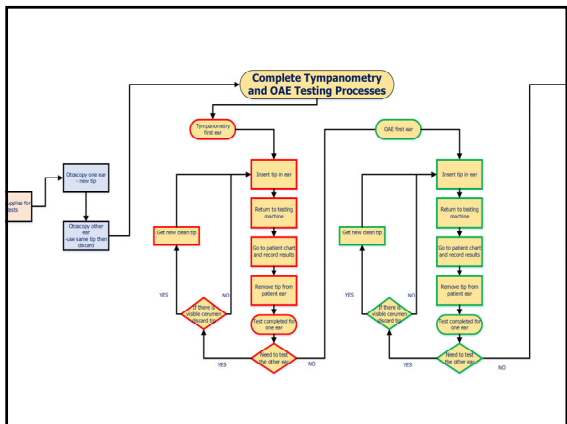 Complete Tympanometry
and OAE Testing Processes
Tympanometry
first ear
OAE first ear
supplies for
tests
Otoscopy one ear
- new tip
Otoscopy other
ear
-use same tip then
discard
Insert tip in ear
Return to testing
machine
Get new clean tip
Go to patient chart
and record results
Remove tip from
patient ear
YES
NO
If there is
visible cerumen
discard tip
Test completed for
one ear
Need to test
the other ear
YES
NO
Insert tip in ear
Return to testing
machine
Get new clean tip
Go to patient chart
and record results
Remove tip from
patient ear
YES
NO
If there is
visible cerumen
discard tip
Test completed for
one ear
Need to test
the other ear
YES
NO